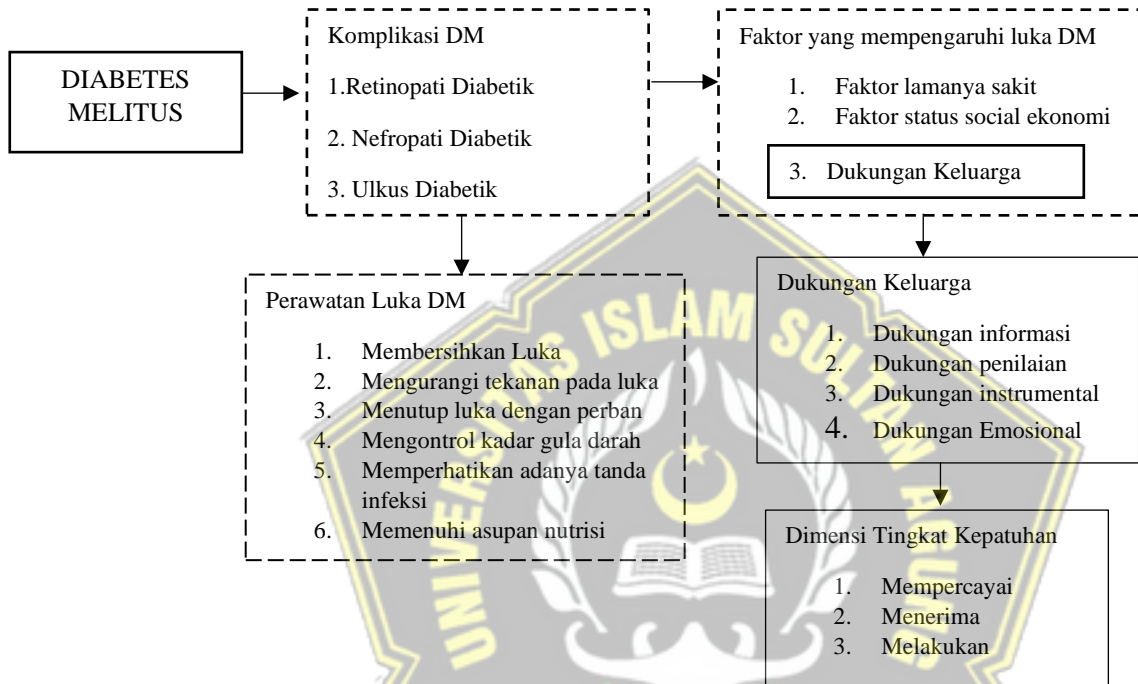 DIABETES
MELITUS
Komplikasi DM
1.Retinopati Diabetik
2. Nefropati Diabetik
3. Ulkus Diabetik
Faktor yang mempengaruhi luka DM
1. Faktor lamanya sakit
2. Faktor status social ekonomi
3. Dukungan Keluarga
Perawatan Luka DM
1. Membersihkan Luka
2. Mengurangi tekanan pada luka
3. Menutup luka dengan perban
4. Mengontrol kadar gula darah
5. Memperhatikan adanya tanda
infeksi
6. Memenuhi asupan nutrisi
Dukungan Keluarga
1. Dukungan informasi
2. Dukungan penilaian
3. Dukungan instrumental
4. Dukungan Emosional
Dimensi Tingkat Kepatuhan
1. Mempercayai
2. Menerima
3. Melakukan
UNIVERSITAS ISLAM SULTAN AGUNG